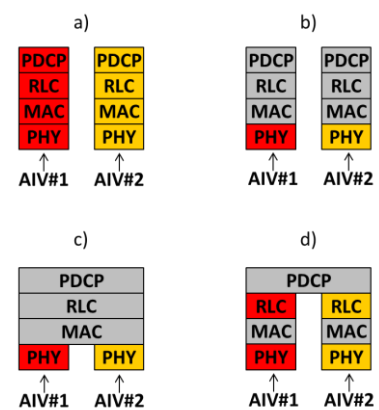 a) b)
PDCP PDCP PDCP PDCP
RLC RLC RLC RLC
MAC MAC MAC MAC
PHY PHY PHY PHY
AIV#1 AIV#2 AIV#1 AIV#2
c) d)
PDCP PDCP
RLC RLC RLC
MAC MAC MAC
PHY PHY PHY PHY
AIV#1 AIV#2 AIV#1 AIV#2